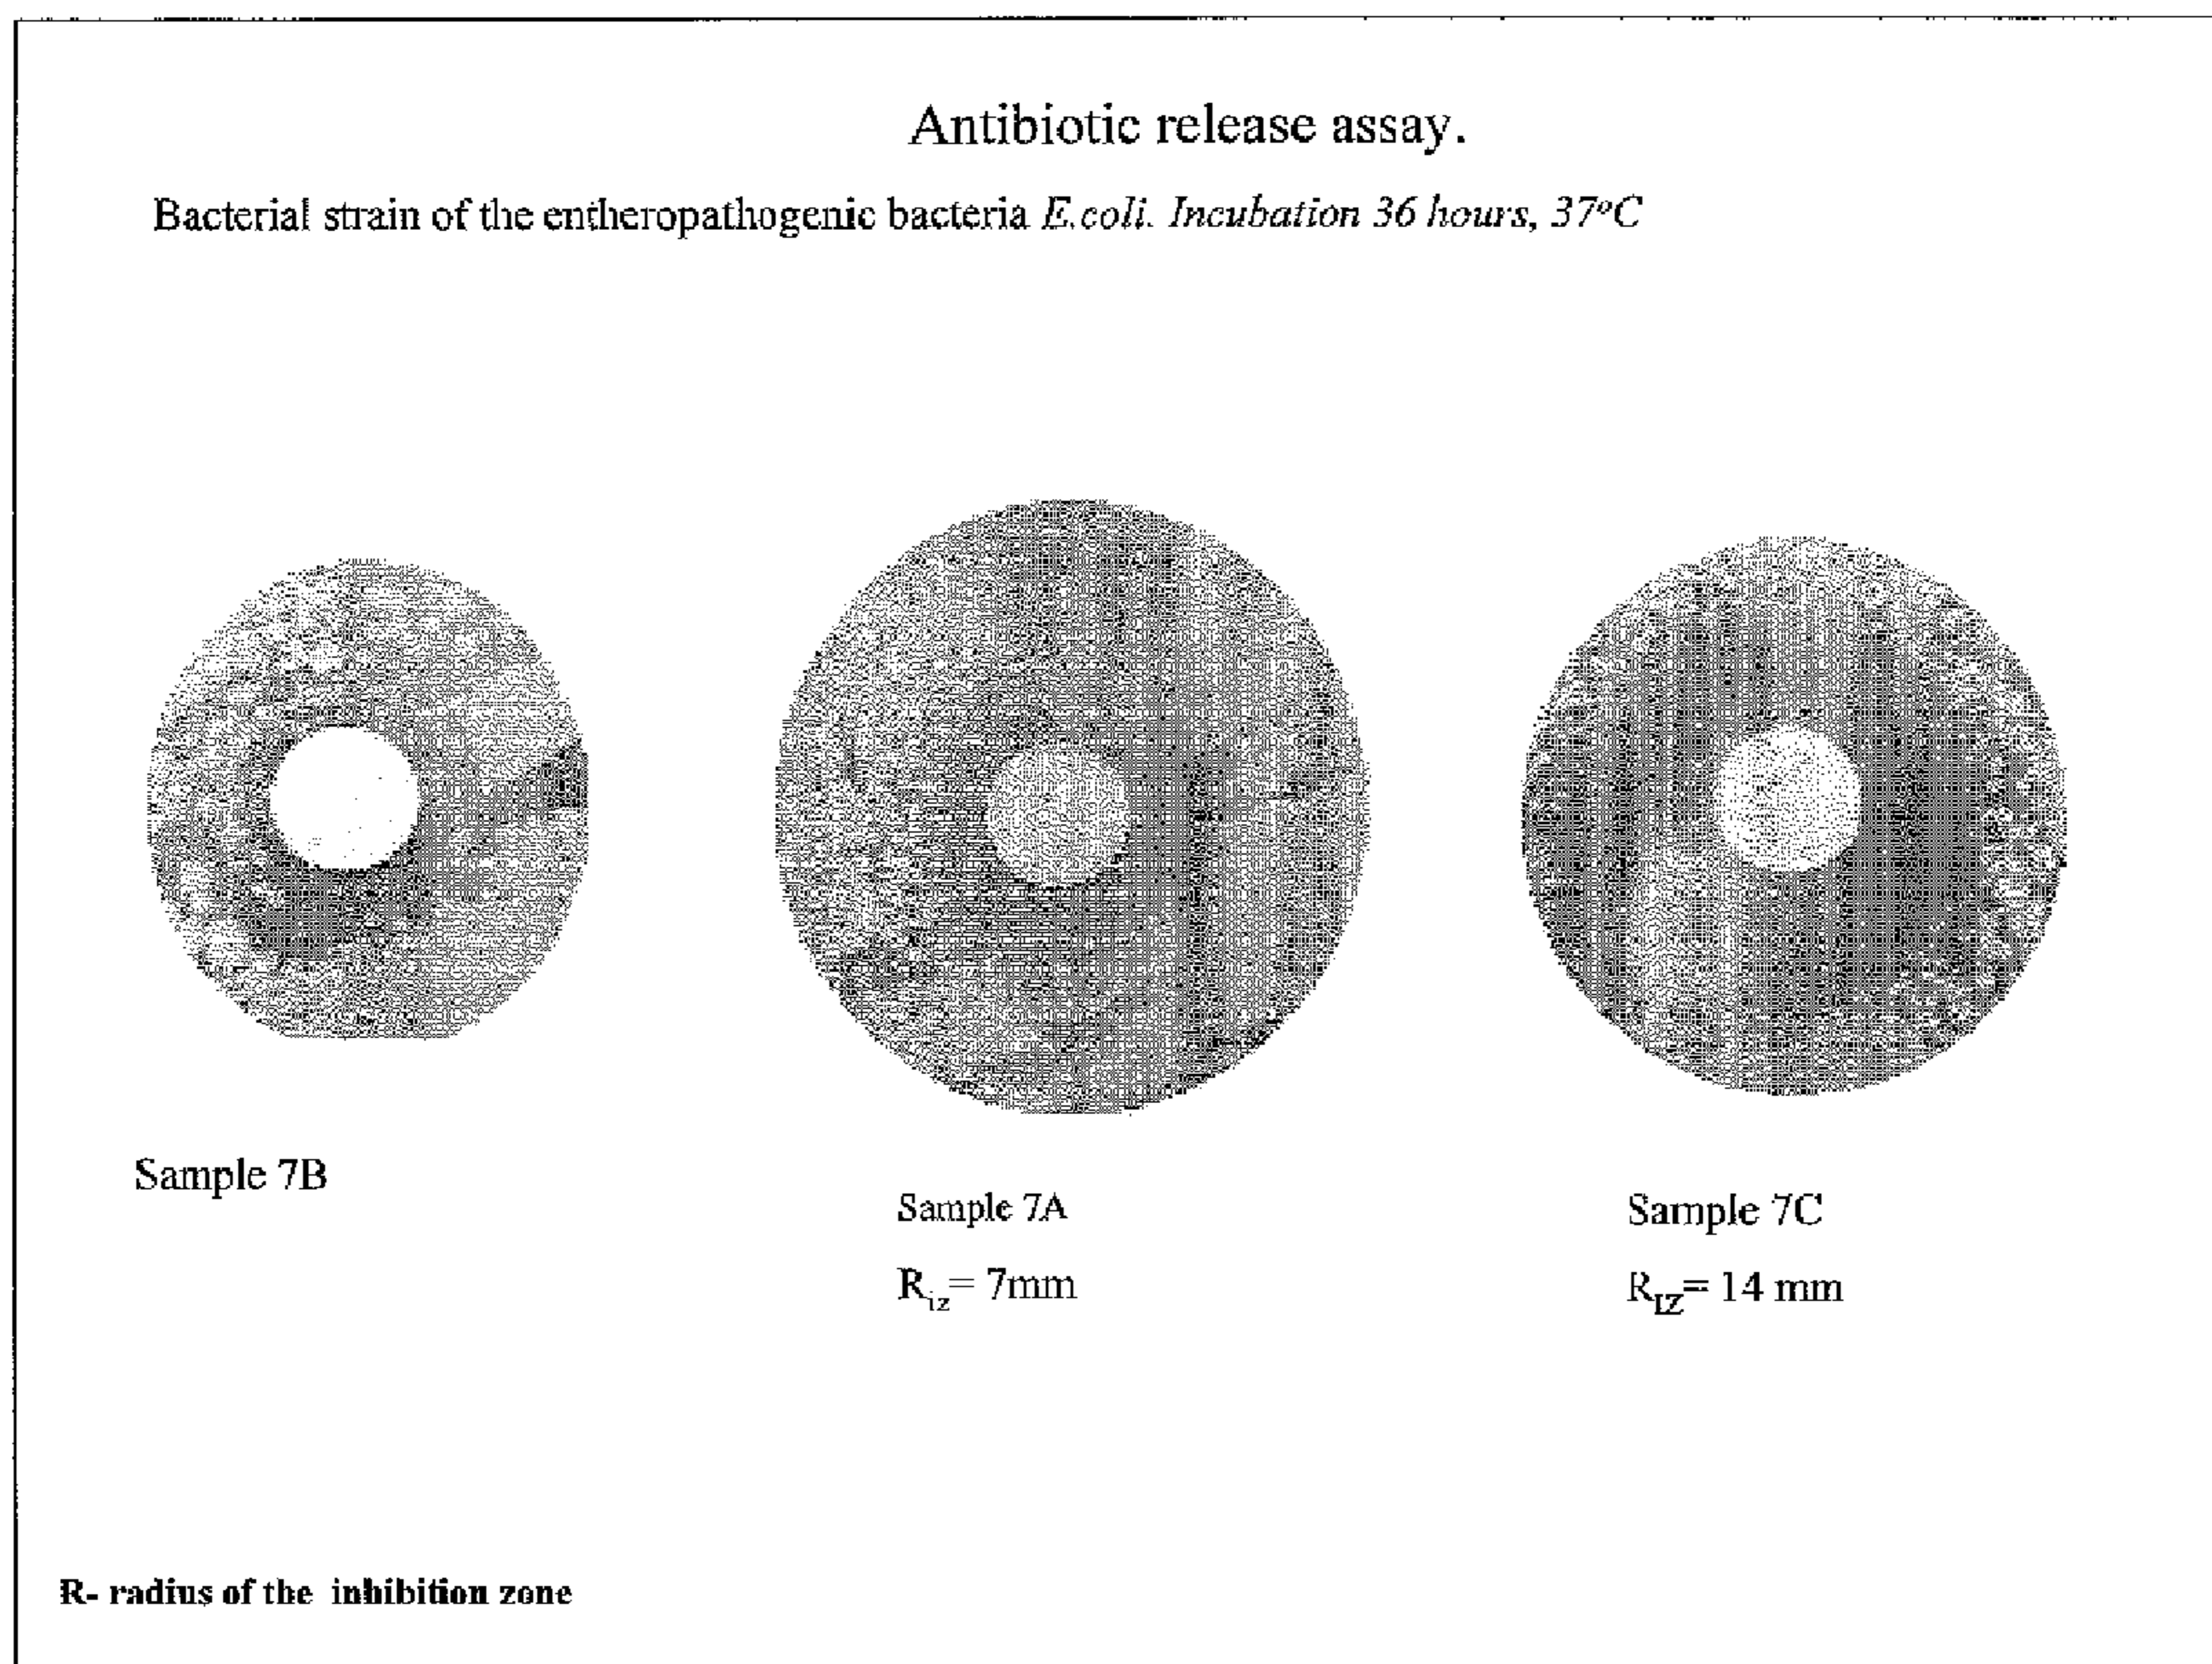 Antibiotic release assay.
Bacterial strain of the entheropathogenic bacteria E.coli. Incubation 36 hours, 37°C
Sample 7B
Sample 7A
Sample 7C
Riz= 7mm
RIZ= 14 mm
R- radius of the inhibition zone